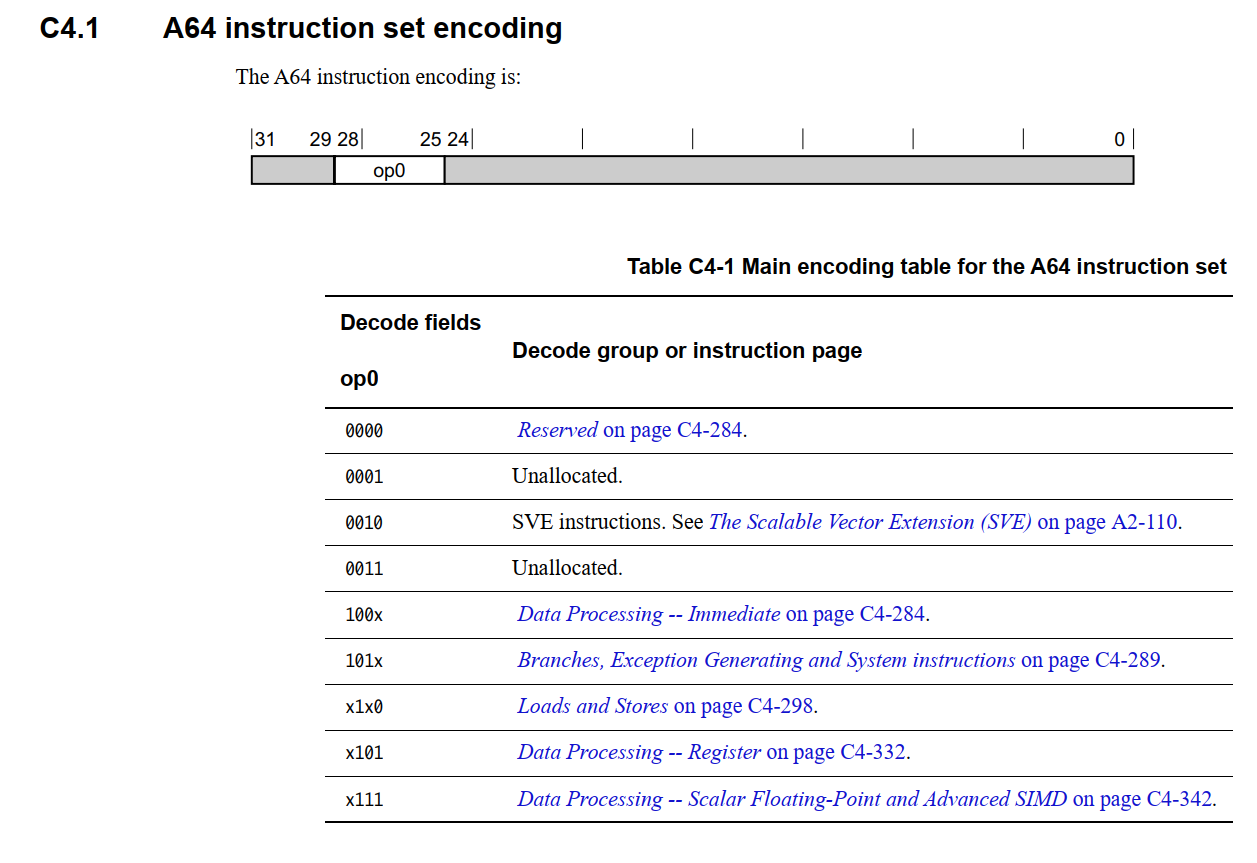 C4.1 A64 instruction set encoding
The A64 instruction encoding is:
31 29 28 25 24 0
op0
Table C4-1 Main encoding table for the A64 instruction set
Decode fields
Decode group or instruction page
op0
0000 Reserved on page C4-284.
0001 Unallocated.
0010 SVE instructions. See The Scalable Vector Extension (SVE) on page A2-110.
0011 Unallocated.
100x Data Processing -- Immediate on page C4-284.
101x Branches, Exception Generating and System instructions on page C4-289.
x1x0 Loads and Stores on page C4-298.
x101 Data Processing -- Register on page C4-332.
x111 Data Processing -- Scalar Floating-Point and Advanced SIMD on page C4-342.